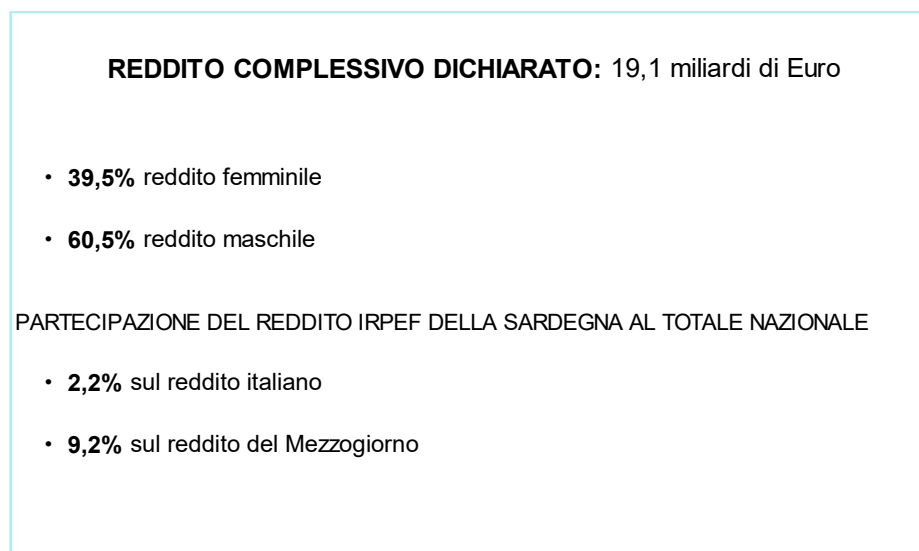 REDDITO COMPLESSIVO DICHIARATO: 19,1 miliardi di Euro
• 39,5% reddito femminile
• 60,5% reddito maschile
PARTECIPAZIONE DEL REDDITO IRPEF DELLA SARDEGNA AL TOTALE NAZIONALE
• 2,2% sul reddito italiano
• 9,2% sul reddito del Mezzogiorno